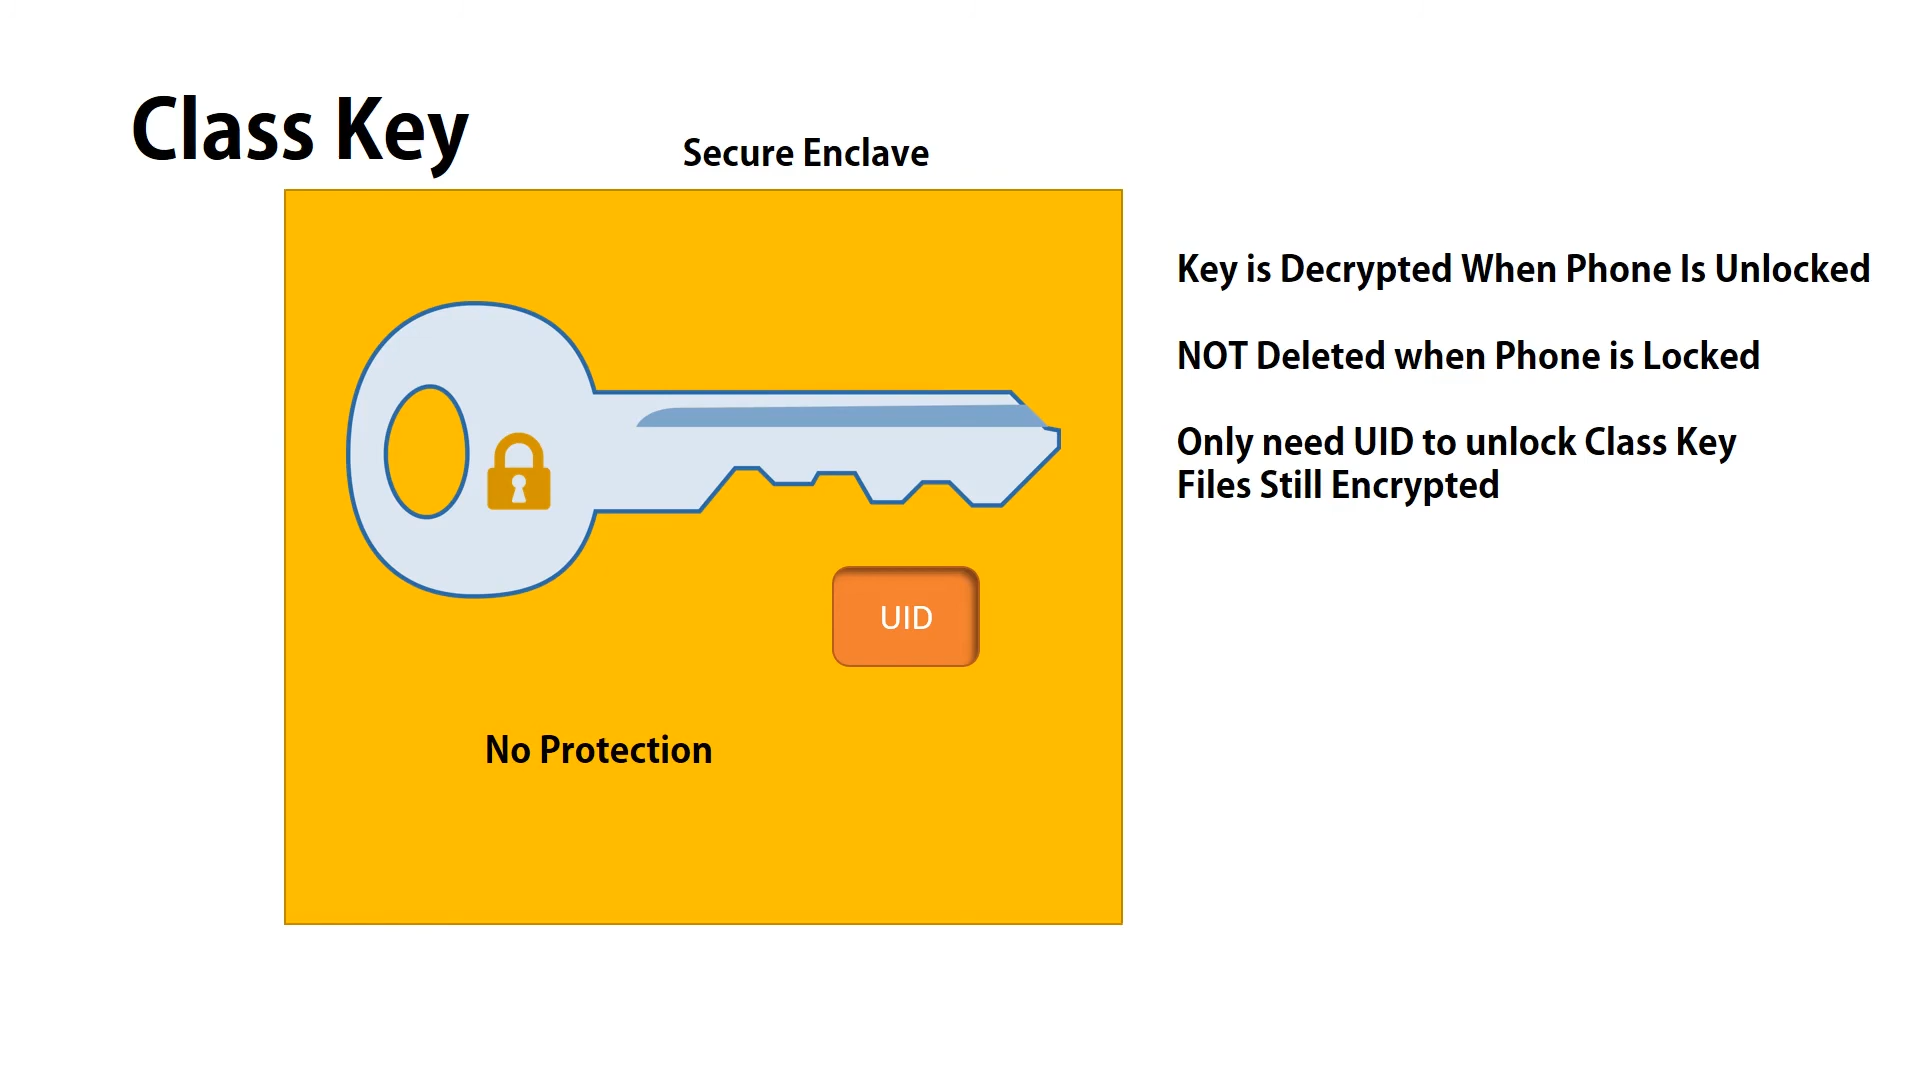 Class Key
Secure Enclave
Key is Decrypted When Phone Is Unlocked
NOT Deleted when Phone is Locked
Only need UID to unlock Class Key
Files Still Encrypted
UID
No Protection